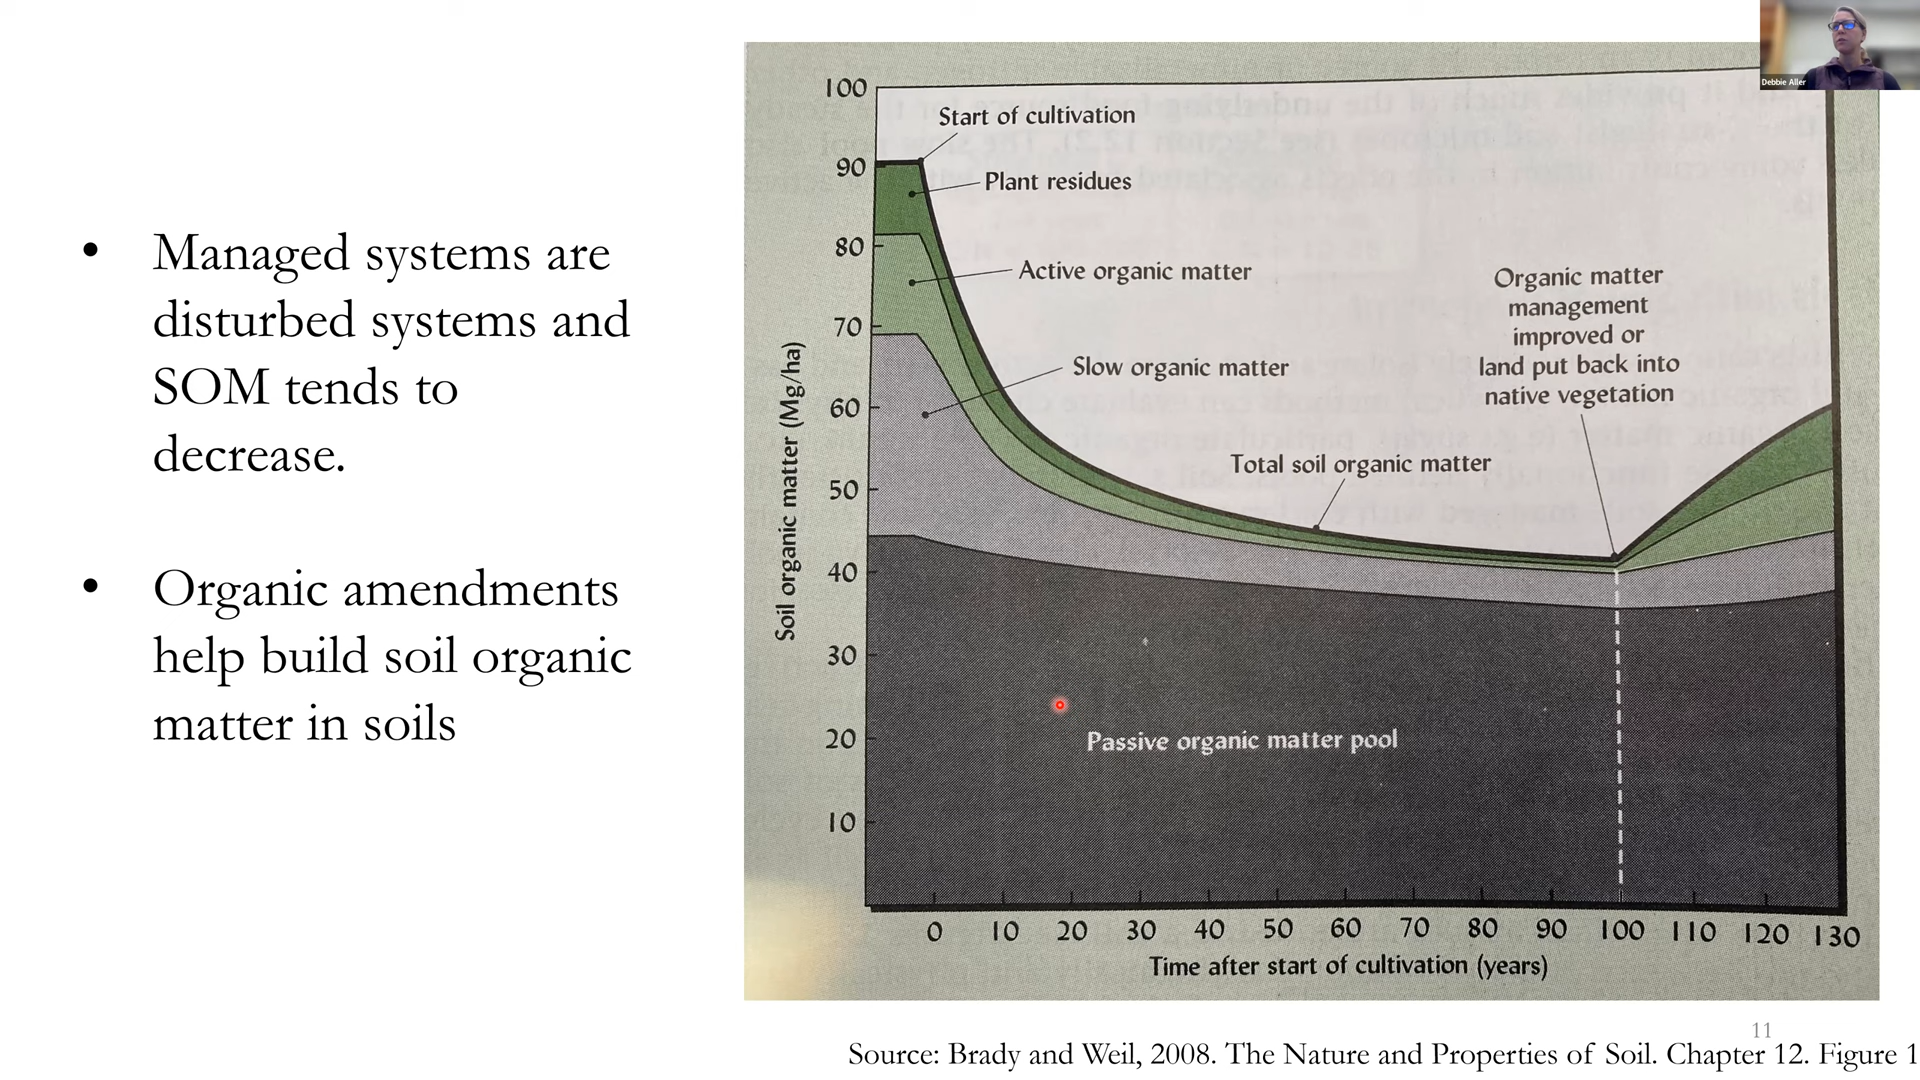 Debbie Aller
• Managed systems are
disturbed systems and
SOM tends to
decrease.
• Organic amendments
help build soil organic
matter in soils
100
90
80
70
60
50
40
30
20
10
Soil organic matter (Mg/ha)
Start of cultivation
Plant residues
Active organic matter
Slow organic matter
Total soil organic matter
Organic matter
management
improved or
land put back into
native vegetation
Passive organic matter pool
0 10 20 30 40 50 60 70 80 90 100 110 120 130
Time after start of cultivation (years)
11
Source: Brady and Weil, 2008. The Nature and Properties of Soil. Chapter 12. Figure 1